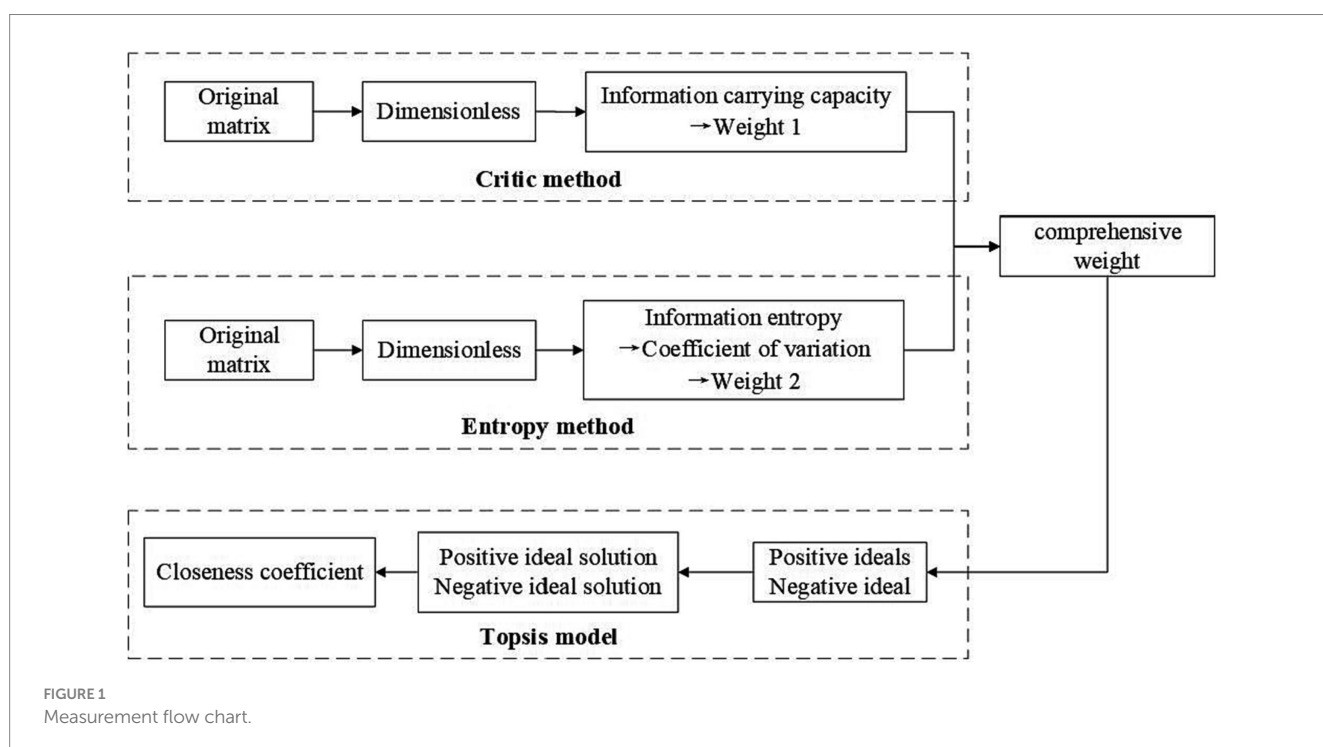 Original
matrix
Dimensionless
Information carrying capacity
→Weight 1
Critic method
comprehensive
weight
Original
matrix
Dimensionless
Information entropy
→Coefficient of variation
→Weight 2
Entropy method
Closeness coefficient
Positive ideal solution
Negative ideal solution
Positive ideals
Negative ideal
Topsis model
FIGURE 1
Measurement flow chart.